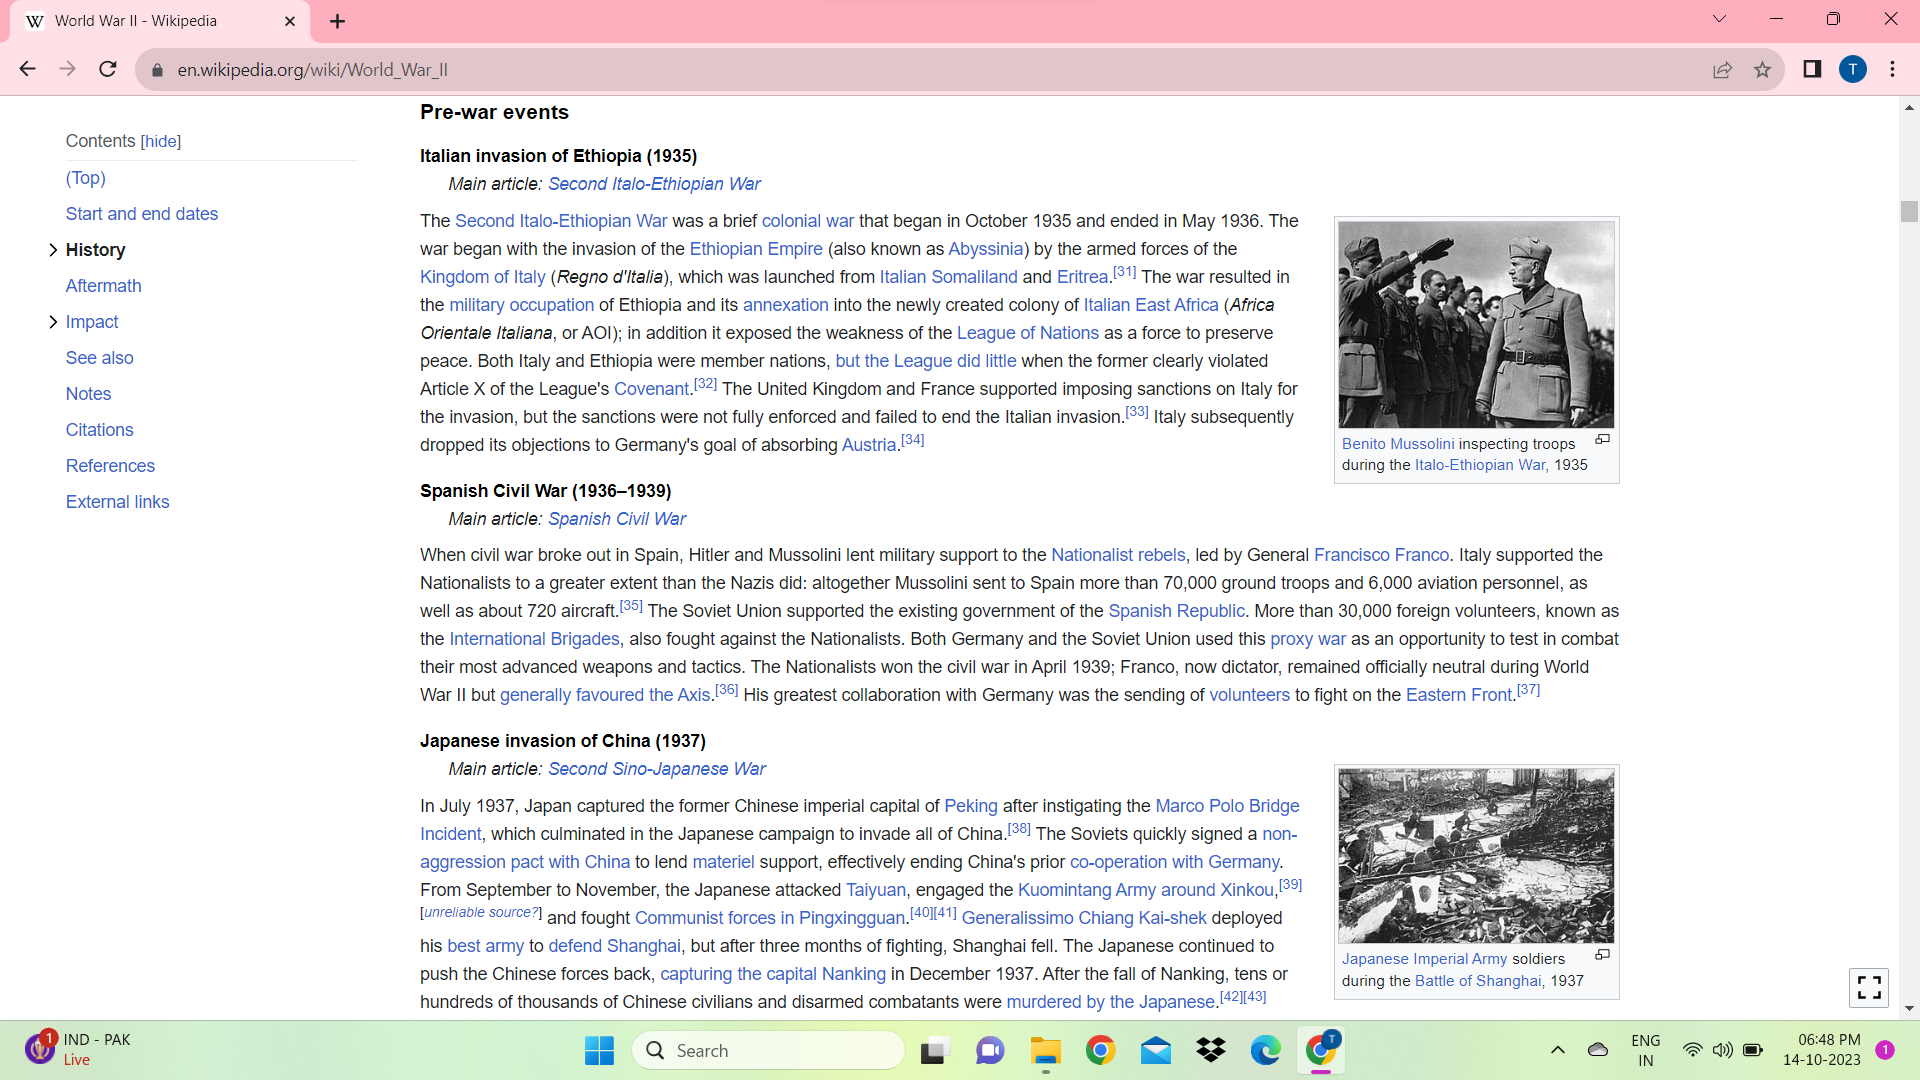 World War II - Wikipedia
en.wikipedia.org/wiki/World_War_II
T
Contents [hide]
(Top)
Start and end dates
History
Aftermath
Impact
See also
Notes
Citations
References
External links
Pre-war events
Italian invasion of Ethiopia (1935)
Main article: Second Italo-Ethiopian War
The Second Italo-Ethiopian War was a brief colonial war that began in October 1935 and ended in May 1936. The
war began with the invasion of the Ethiopian Empire (also known as Abyssinia) by the armed forces of the
Kingdom of Italy (Regno d'Italia), which was launched from Italian Somaliland and Eritrea.[31] The war resulted in
the military occupation of Ethiopia and its annexation into the newly created colony of Italian East Africa (Africa
Orientale Italiana, or AOI); in addition it exposed the weakness of the League of Nations as a force to preserve
peace. Both Italy and Ethiopia were member nations, but the League did little when the former clearly violated
Article X of the League's Covenant.[32] The United Kingdom and France supported imposing sanctions on Italy for
the invasion, but the sanctions were not fully enforced and failed to end the Italian invasion.[33] Italy subsequently
dropped its objections to Germany's goal of absorbing Austria.[34]
Benito Mussolini inspecting troops
during the Italo-Ethiopian War, 1935
Spanish Civil War (1936–1939)
Main article: Spanish Civil War
When civil war broke out in Spain, Hitler and Mussolini lent military support to the Nationalist rebels, led by General Francisco Franco. Italy supported the
Nationalists to a greater extent than the Nazis did: altogether Mussolini sent to Spain more than 70,000 ground troops and 6,000 aviation personnel, as
well as about 720 aircraft.[35] The Soviet Union supported the existing government of the Spanish Republic. More than 30,000 foreign volunteers, known as
the International Brigades, also fought against the Nationalists. Both Germany and the Soviet Union used this proxy war as an opportunity to test in combat
their most advanced weapons and tactics. The Nationalists won the civil war in April 1939; Franco, now dictator, remained officially neutral during World
War II but generally favoured the Axis.[36] His greatest collaboration with Germany was the sending of volunteers to fight on the Eastern Front.[37]
Japanese invasion of China (1937)
Main article: Second Sino-Japanese War
In July 1937, Japan captured the former Chinese imperial capital of Peking after instigating the Marco Polo Bridge
Incident, which culminated in the Japanese campaign to invade all of China.[38] The Soviets quickly signed a non-
aggression pact with China to lend materiel support, effectively ending China's prior co-operation with Germany.
From September to November, the Japanese attacked Taiyuan, engaged the Kuomintang Army around Xinkou,[39]
[unreliable source?] and fought Communist forces in Pingxingguan.[40][41] Generalissimo Chiang Kai-shek deployed
his best army to defend Shanghai, but after three months of fighting, Shanghai fell. The Japanese continued to
push the Chinese forces back, capturing the capital Nanking in December 1937. After the fall of Nanking, tens or
hundreds of thousands of Chinese civilians and disarmed combatants were murdered by the Japanese.[42][43]
Japanese Imperial Army soldiers
during the Battle of Shanghai, 1937
1
IND - PAK
Live
Search
T
ENG
IN
06:48 PM
14-10-2023
1